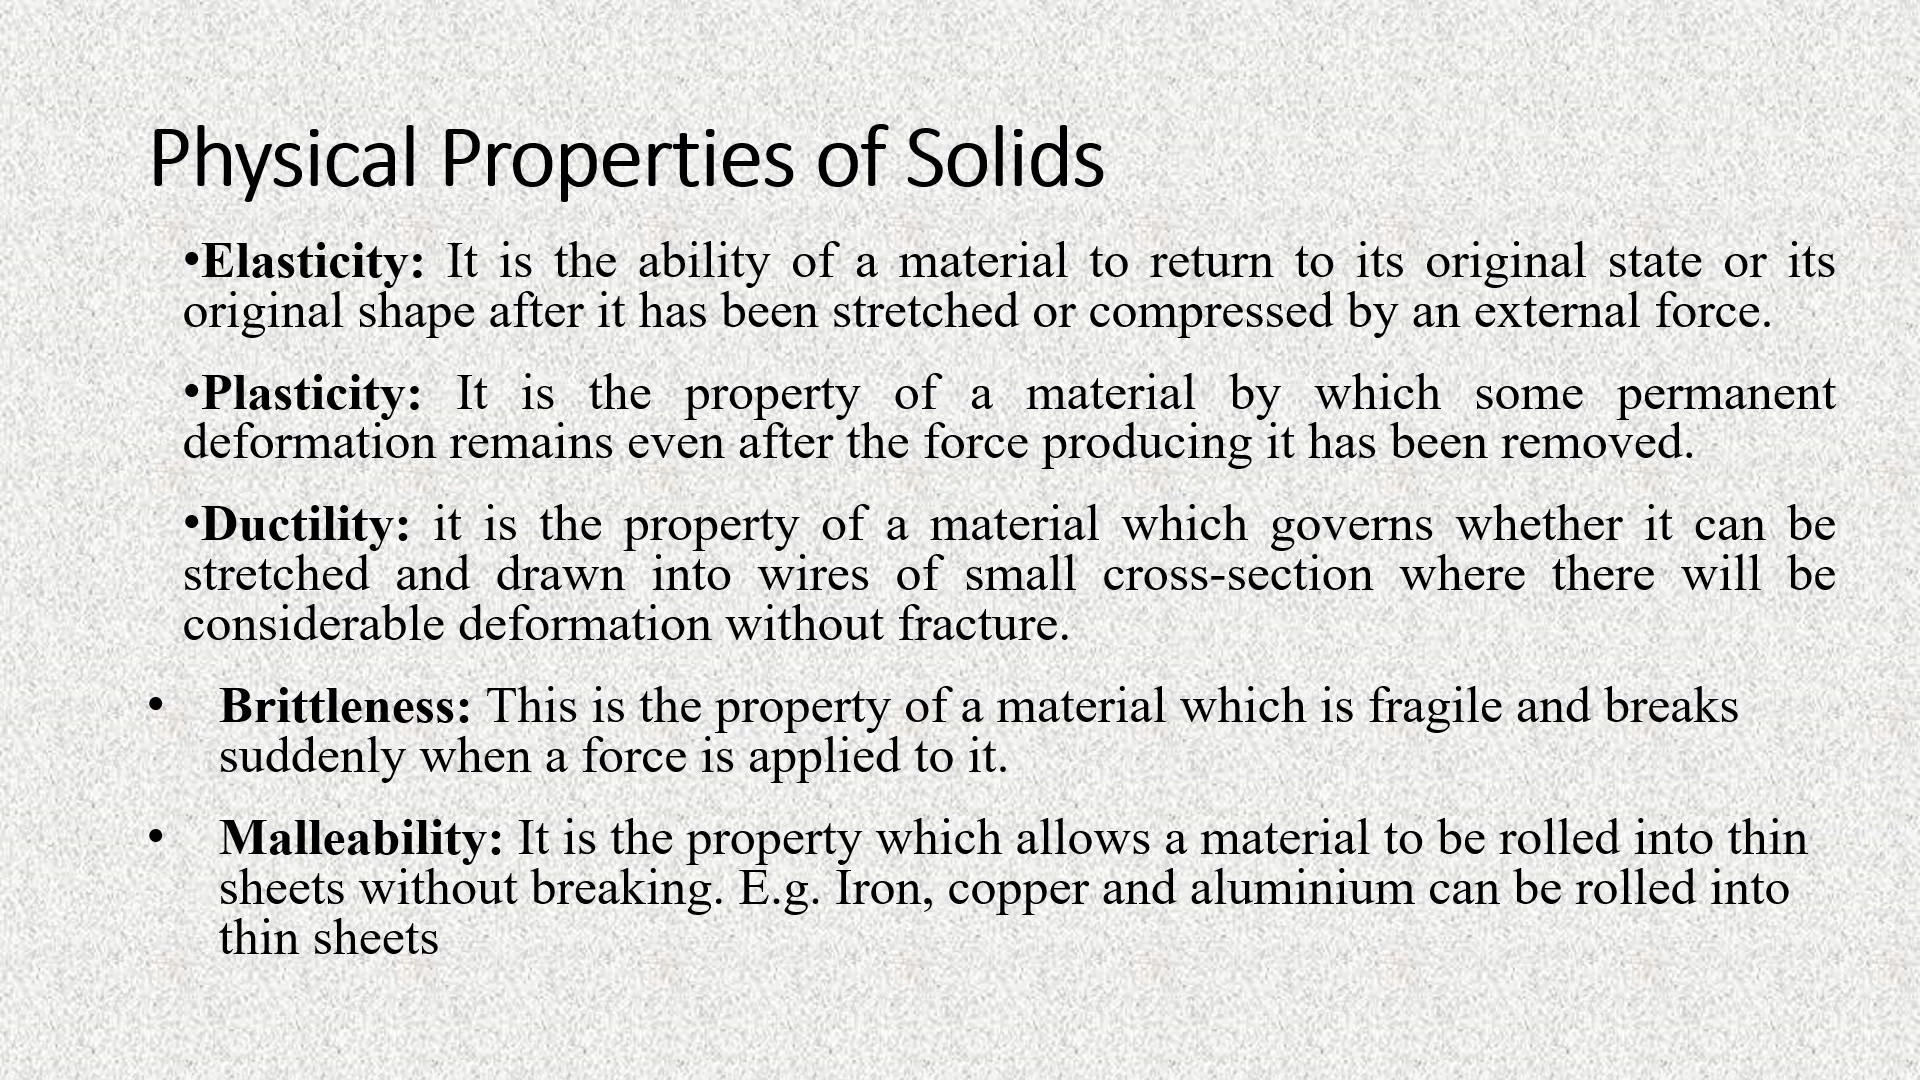 Physical Properties of Solids
•Elasticity: It is the ability of a material to return to its original state or its
original shape after it has been stretched or compressed by an external force.
•Plasticity: It is the property of a material by which some permanent
deformation remains even after the force producing it has been removed.
•Ductility: it is the property of a material which governs whether it can be
stretched and drawn into wires of small cross-section where there will be
considerable deformation without fracture.
• Brittleness: This is the property of a material which is fragile and breaks
suddenly when a force is applied to it.
• Malleability: It is the property which allows a material to be rolled into thin
sheets without breaking. E.g. Iron, copper and aluminium can be rolled into
thin sheets